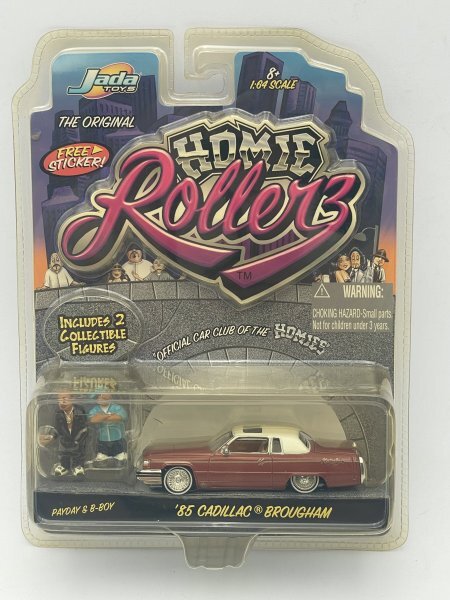 Jada
TOYS
8+
1:64 SCALE
THE ORIGINAL
FREE
STICKER!
HOMIE
Roller3
TM
WARNING:
CHOKING HAZARD-Small parts
Not for children under 3 years.
INCLUDES 2
COLLECTIBLE
FIGURES
"OFFICIAL CAR CLUB OF THE HOMIES
PAYDAY & B-BOY
'85 CADILLAC® BROUGHAM